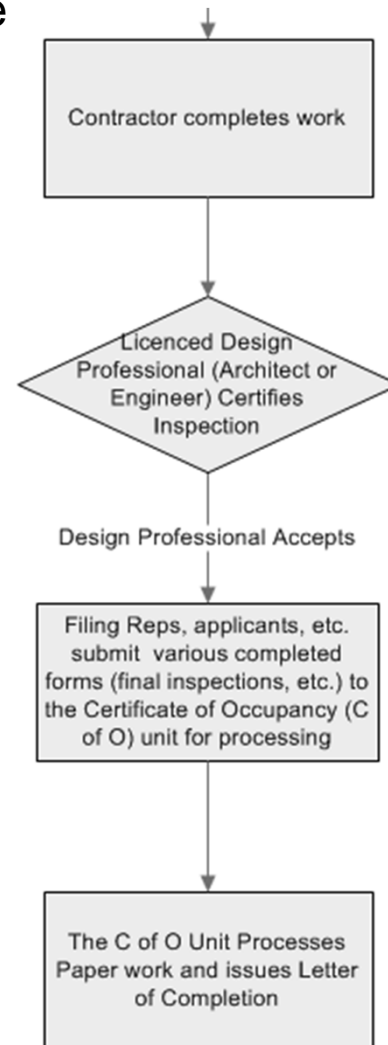 e
Contractor completes work
Licenced Design
Professional (Architect or
Engineer) Certifies
Inspection
Design Professional Accepts
Filing Reps, applicants, etc.
submit various completed
forms (final inspections, etc.) to
the Certificate of Occupancy (C
of O) unit for processing
The C of O Unit Processes
Paper work and issues Letter
of Completion